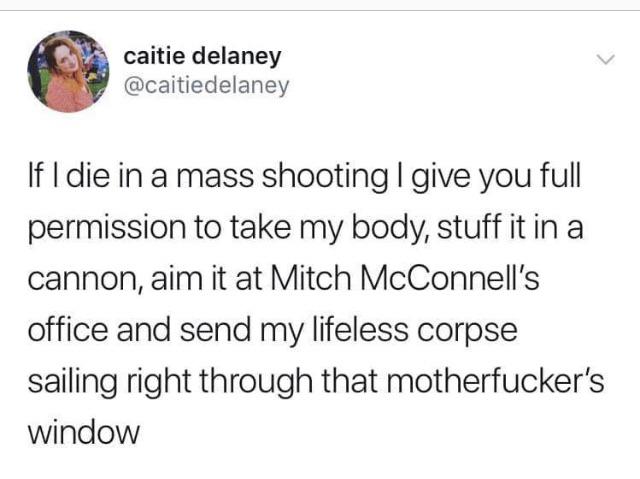 caitie delaney
@caitiedelaney
If I die in a mass shooting I give you full
permission to take my body, stuff it in a
cannon, aim it at Mitch McConnell's
office and send my lifeless corpse
sailing right through that motherfucker's
window